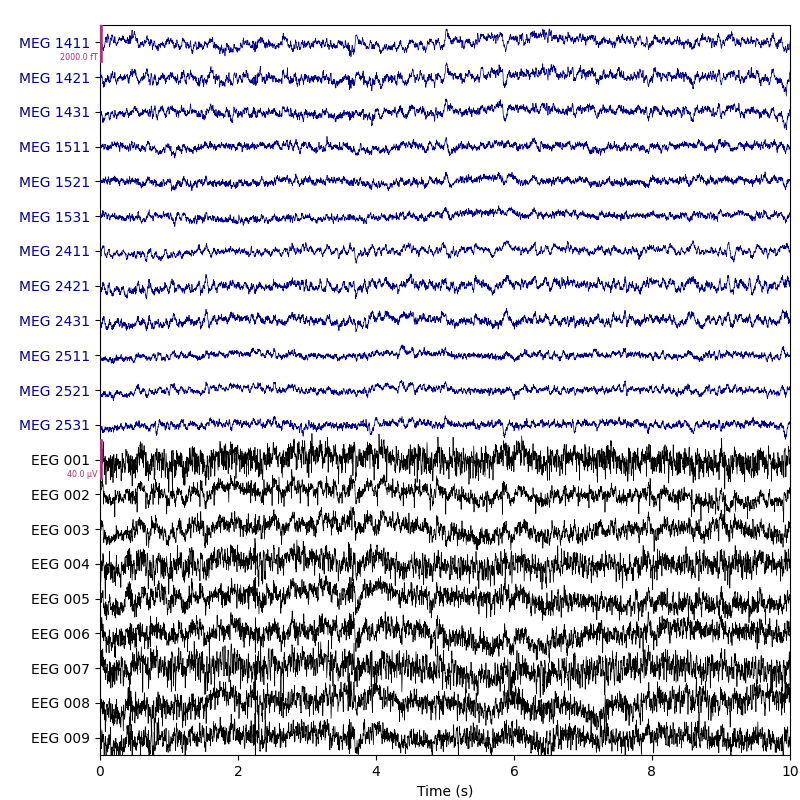 MEG 1411
2000.0 fT
MEG 1421
MEG 1431
MEG 1511
MEG 1521
MEG 1531
MEG 2411
MEG 2421
MEG 2431
MEG 2511
MEG 2521
MEG 2531
EEG 001
40.0 µV
EEG 002
EEG 003
EEG 004
EEG 005
EEG 006
EEG 007
EEG 008
EEG 009
0 2 4 6 8 10
Time (s)